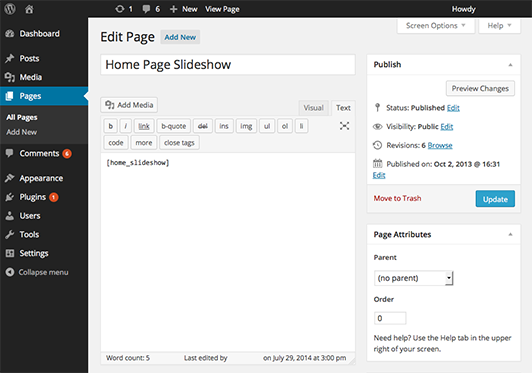 1 6 New View Page Howdy
Dashboard
Posts
Media
Pages
All Pages
Add New
Comments 6
Appearance
Plugins 1
Users
Tools
Settings
Collapse menu
Screen Options Help
Edit Page Add New
Home Page Slideshow
Add Media
Visual Text
b i link b-quote del ins img ul ol li
code more close tags
[home_slideshow]
Word count: 5 Last edited by on July 29, 2014 at 3:00 pm
Publish
Preview Changes
Status: Published Edit
Visibility: Public Edit
Revisions: 6 Browse
Published on: Oct 2, 2013 @ 16:31
Edit
Move to Trash Update
Page Attributes
Parent
(no parent)
Order
0
Need help? Use the Help tab in the upper
right of your screen.